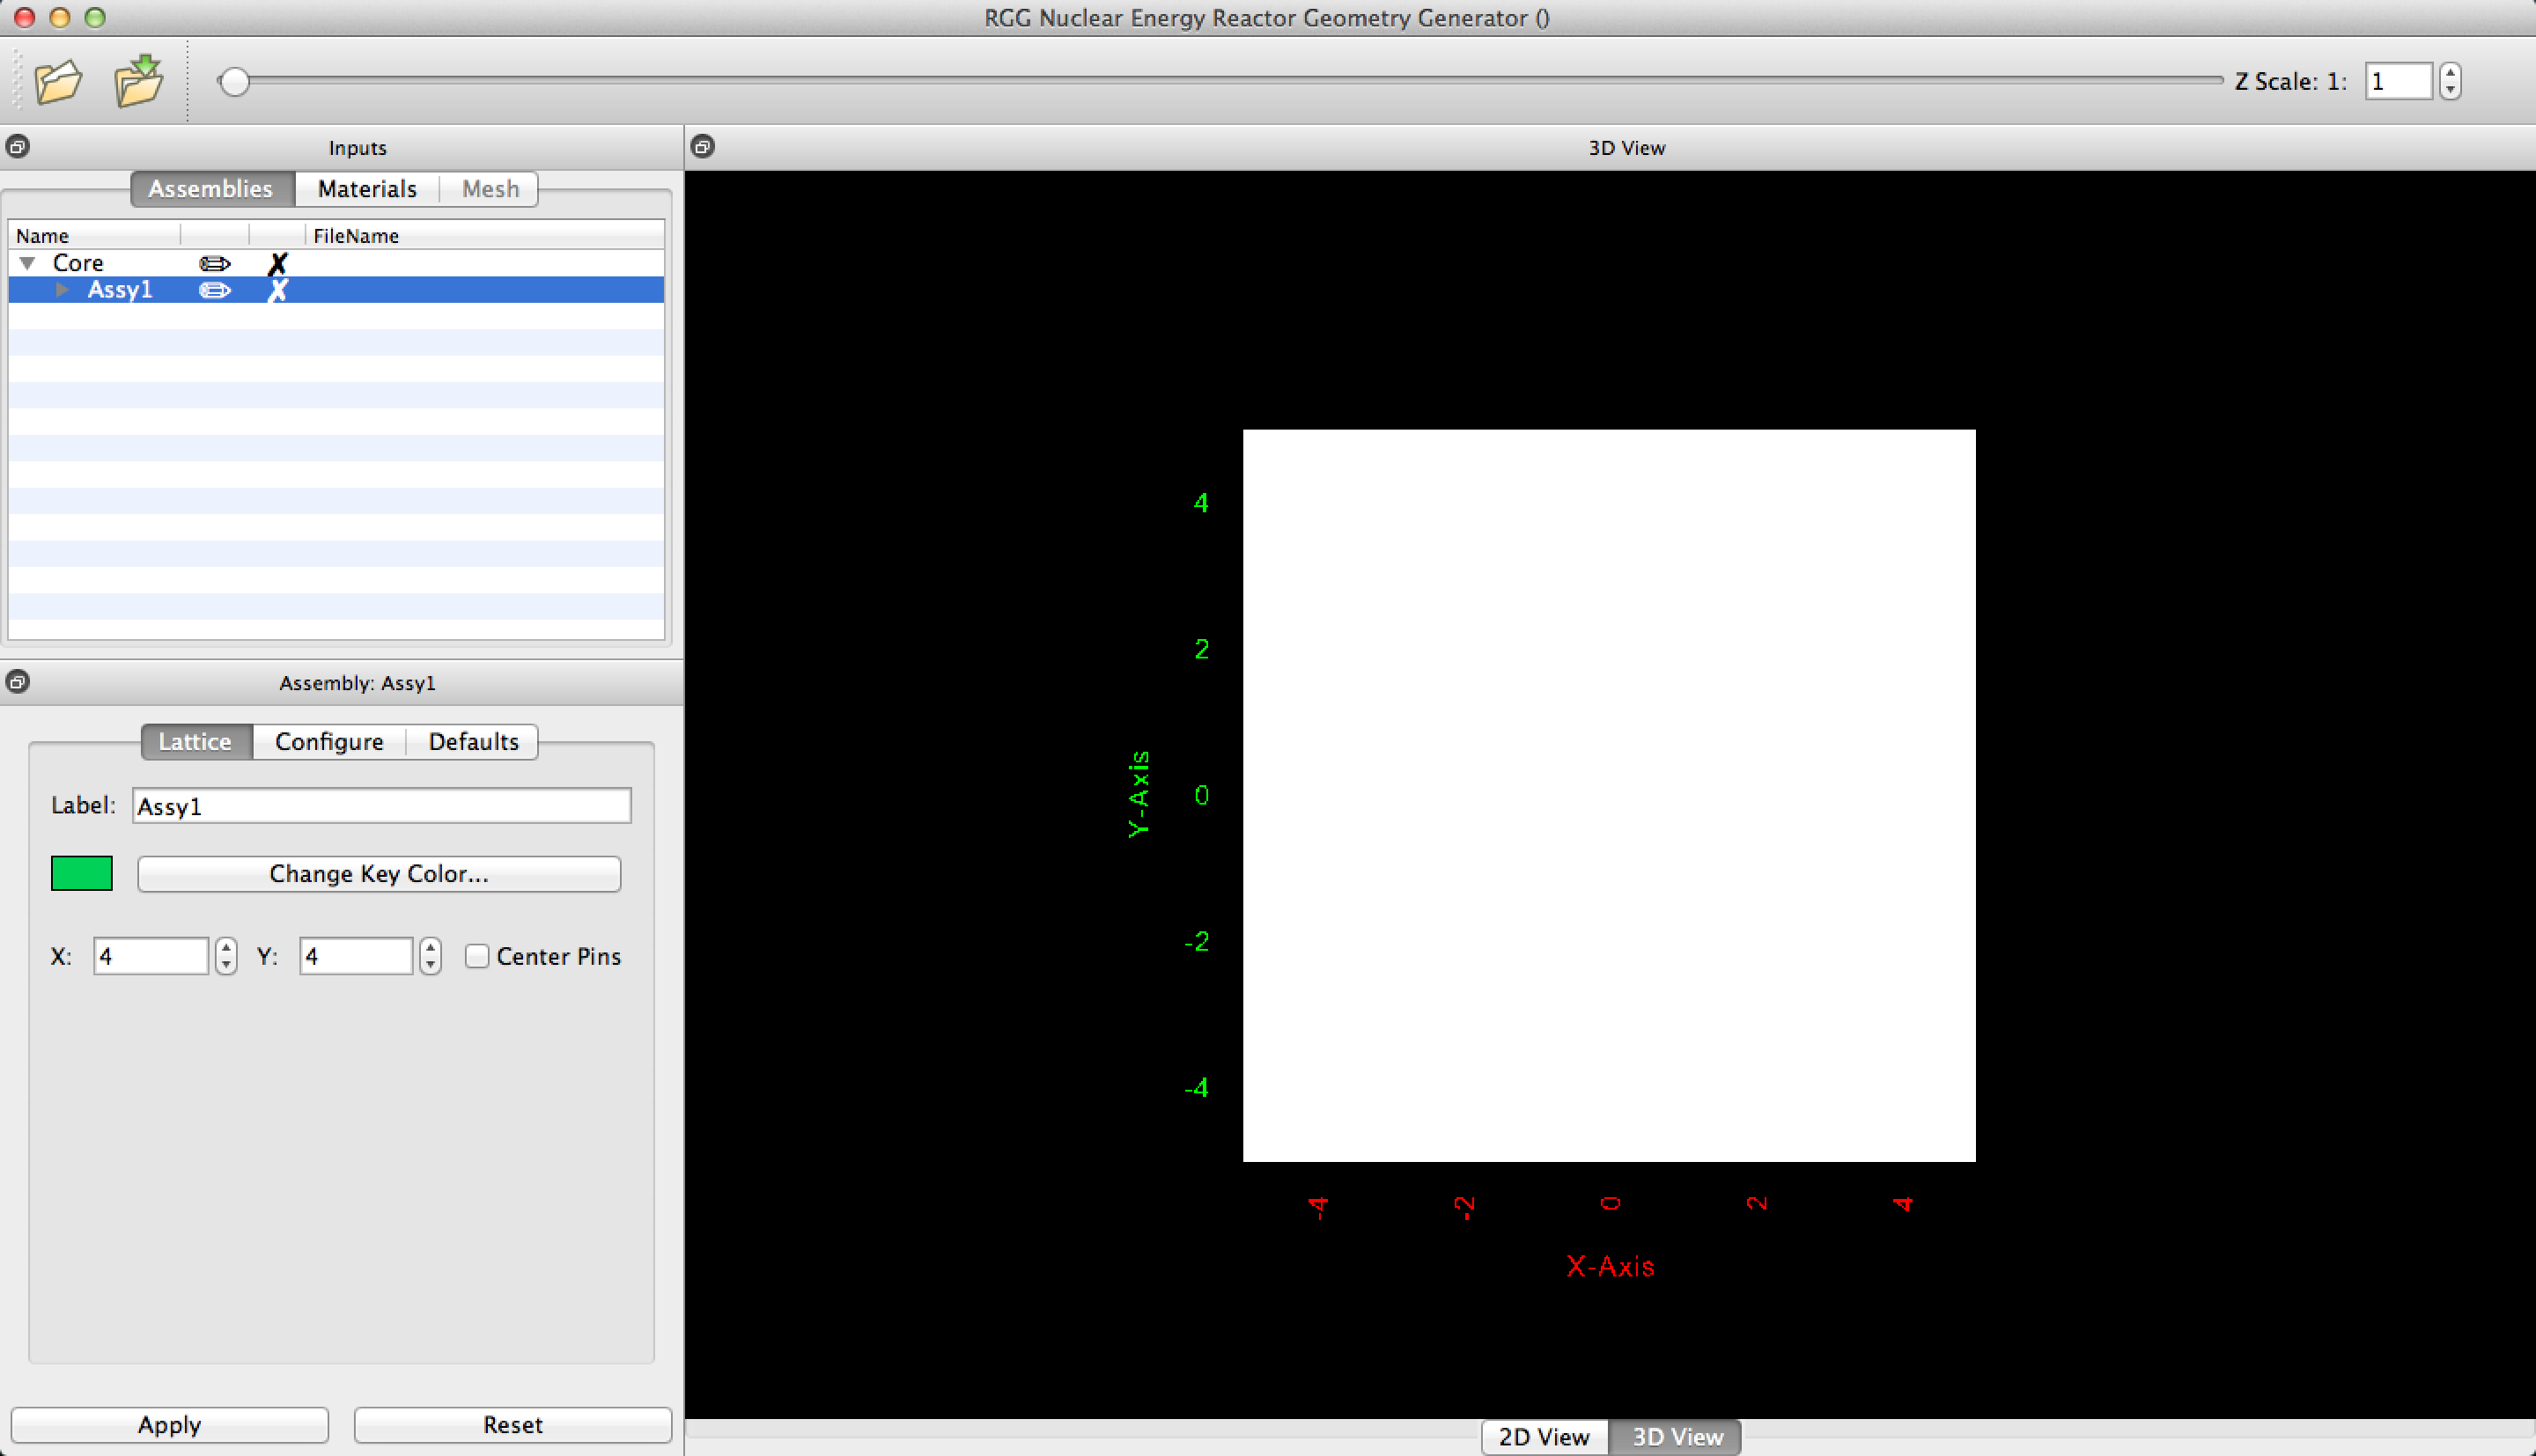 RGG Nuclear Energy Reactor Geometry Generator ()
Z Scale: 1: 1
Inputs
3D View
Assemblies Materials Mesh
Name FileName
Core
Assy1
Assembly: Assy1
Lattice Configure Defaults
Label: Assy1
Change Key Color...
X: 4 Y: 4 Center Pins
Apply Reset
4
2
0
-2
-4
Y-Axis
-4 -2 0 2 4
X-Axis
2D View 3D View